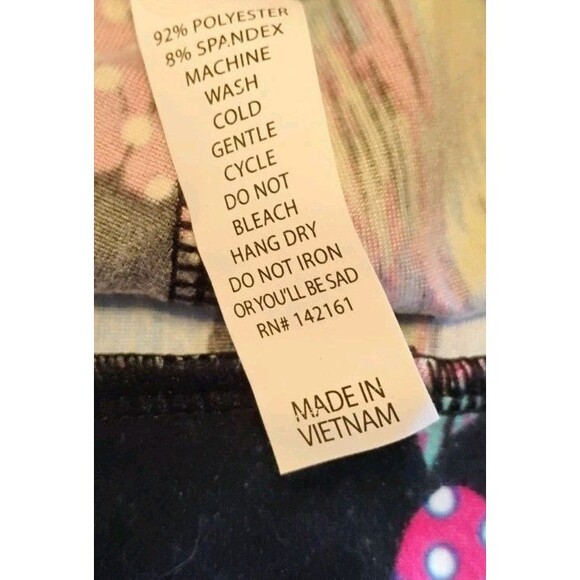 92% POLYESTER
8% SPANDEX
MACHINE
WASH
COLD
GENTLE
CYCLE
DO NOT
BLEACH
HANG DRY
DO NOT IRON
OR YOU'LL BE SAD
RN# 142161
MADE IN
VIETNAM